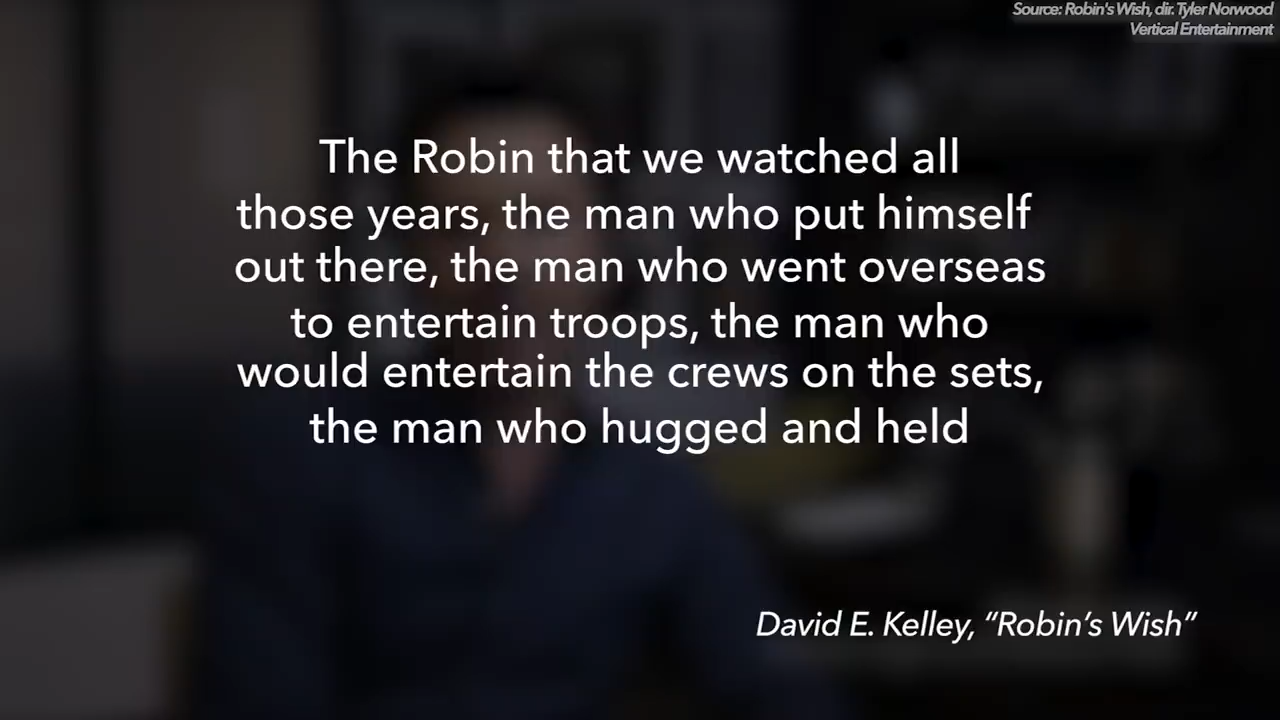 Source: Robin's Wish, dir. Tyler Norwood
Vertical Entertainment
The Robin that we watched all
those years, the man who put himself
out there, the man who went overseas
to entertain troops, the man who
would entertain the crews on the sets,
the man who hugged and held
David E. Kelley, “Robin’s Wish”